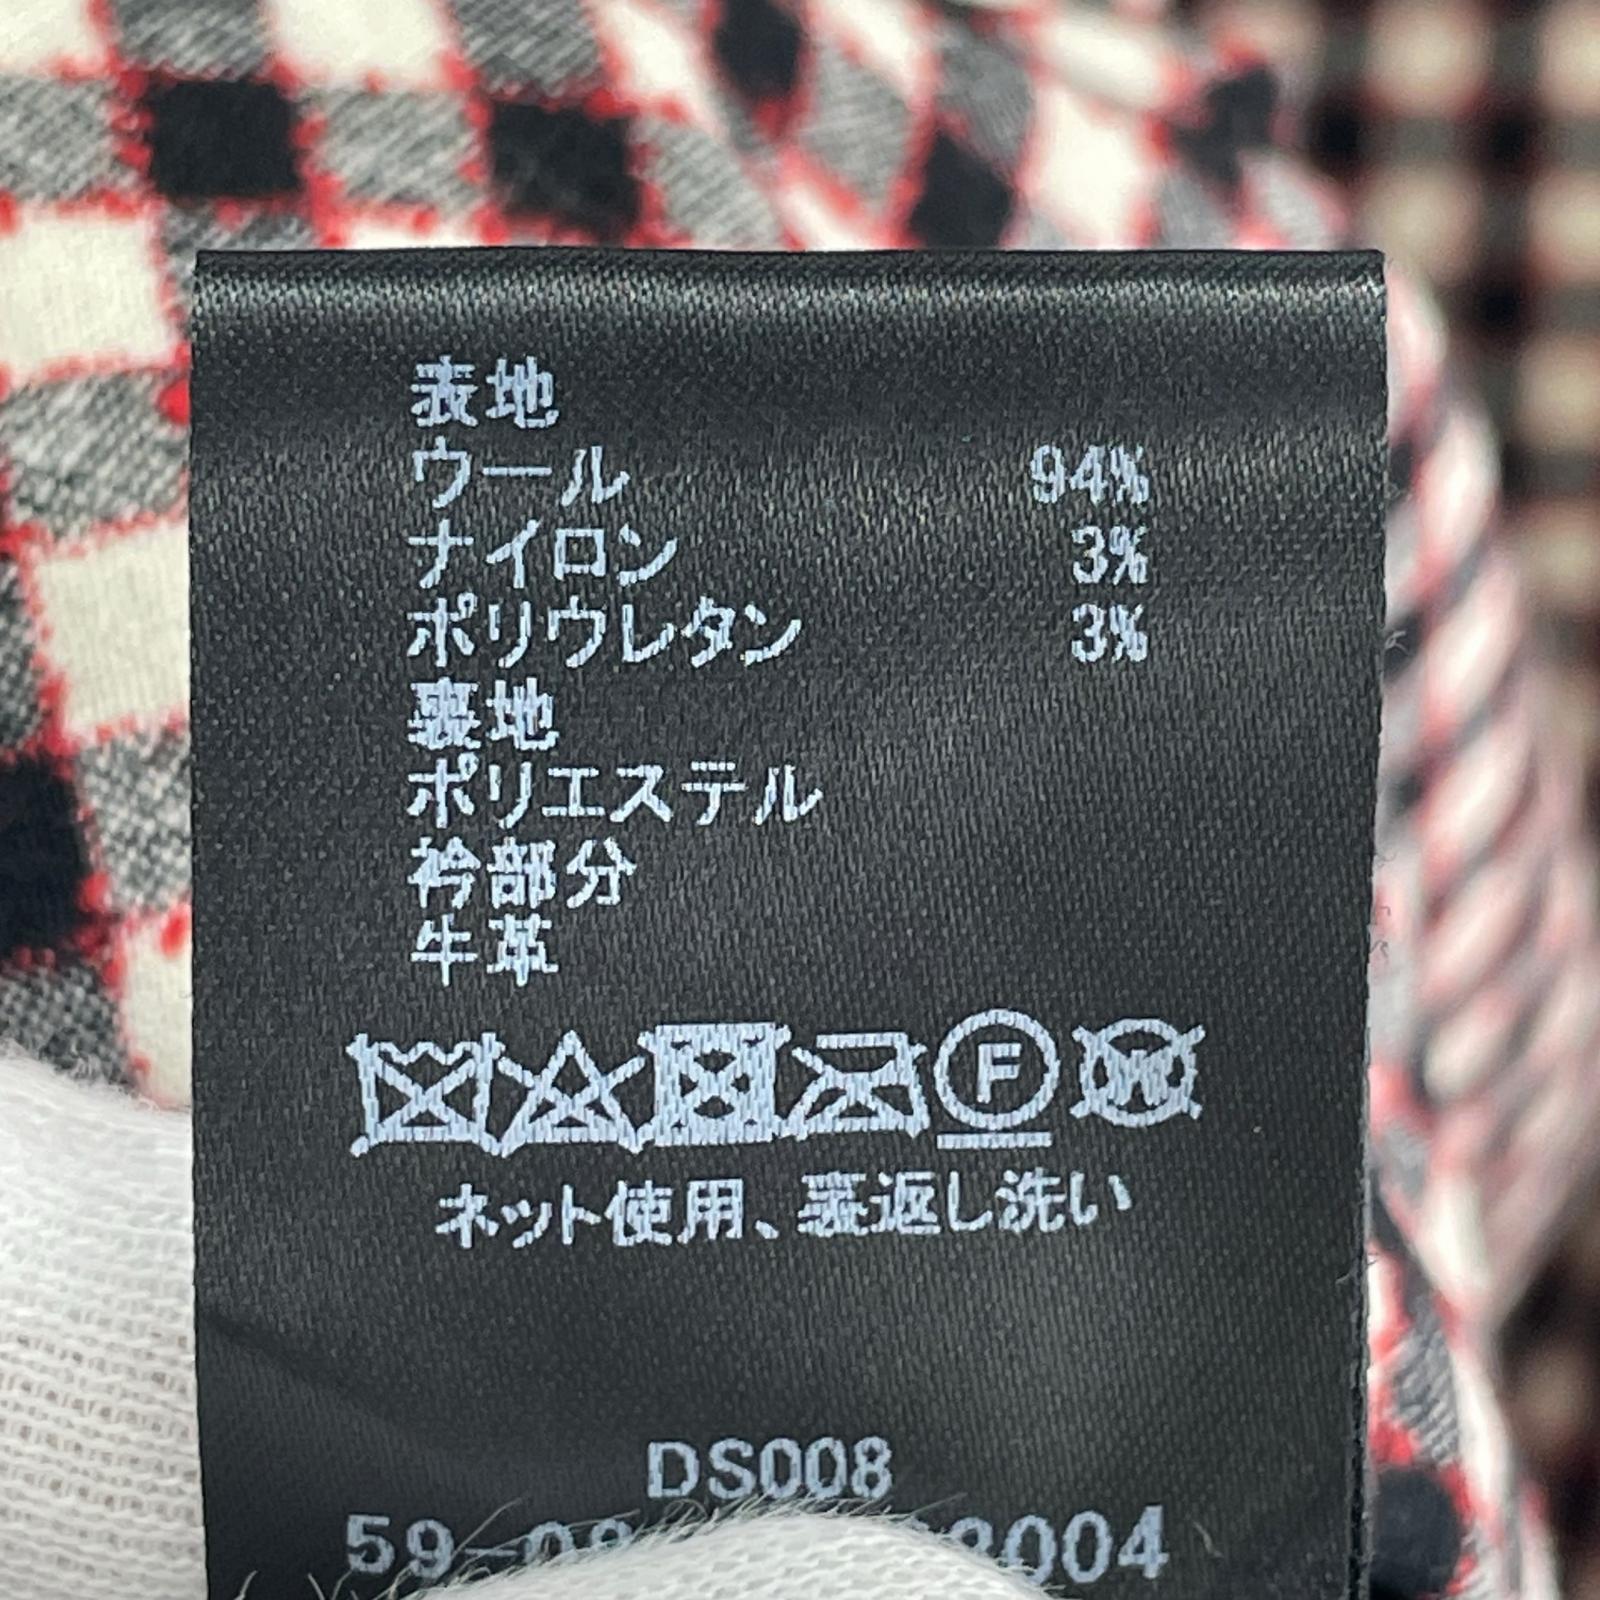 表地
ウール 94%
ナイロン 3%
ポリウレタン 3%
裏地
ポリエステル
衿部分
牛革
F W
ネット使用、裏返し洗い
DS008